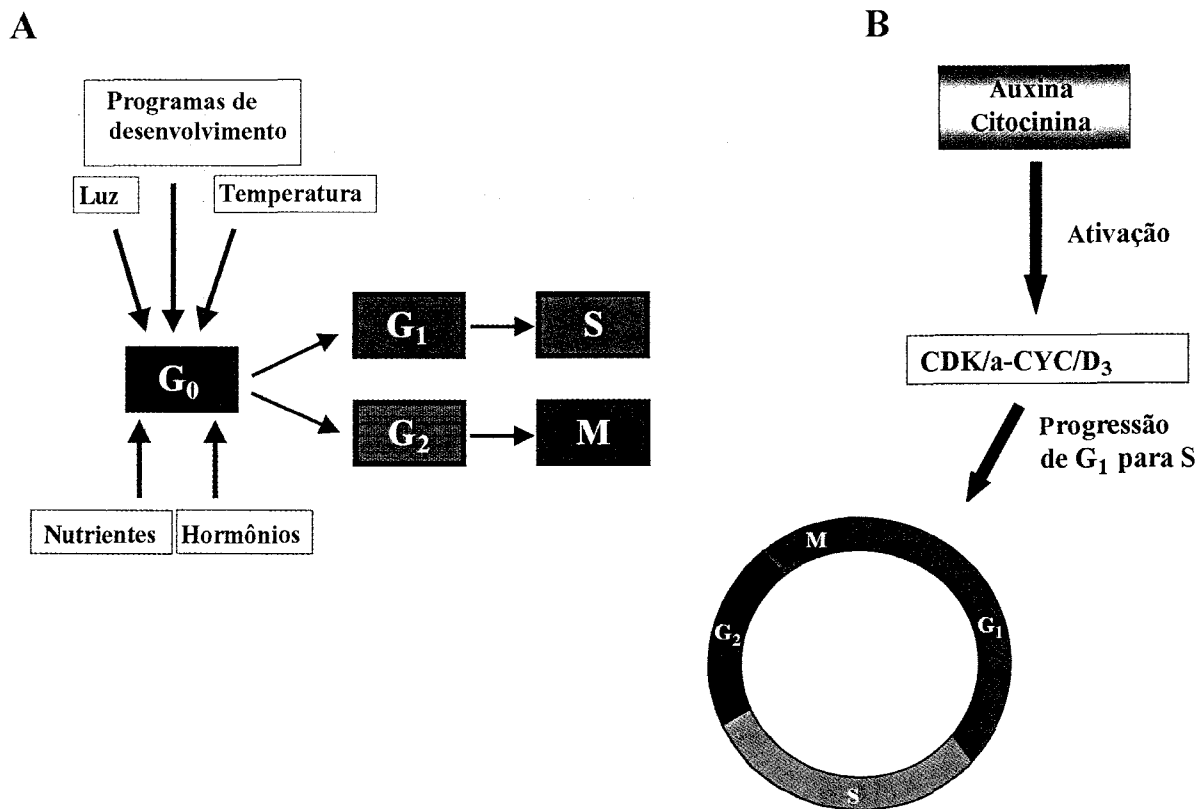 A
Programas de
desenvolvimento
Luz
Temperatura
G₀
G₁
S
G₂
M
Nutrientes
Hormônios
B
Auxina
Citocinina
Ativação
CDK/a-CYC/D₃
Progressão
de G₁ para S
M
G₂
G₁
S